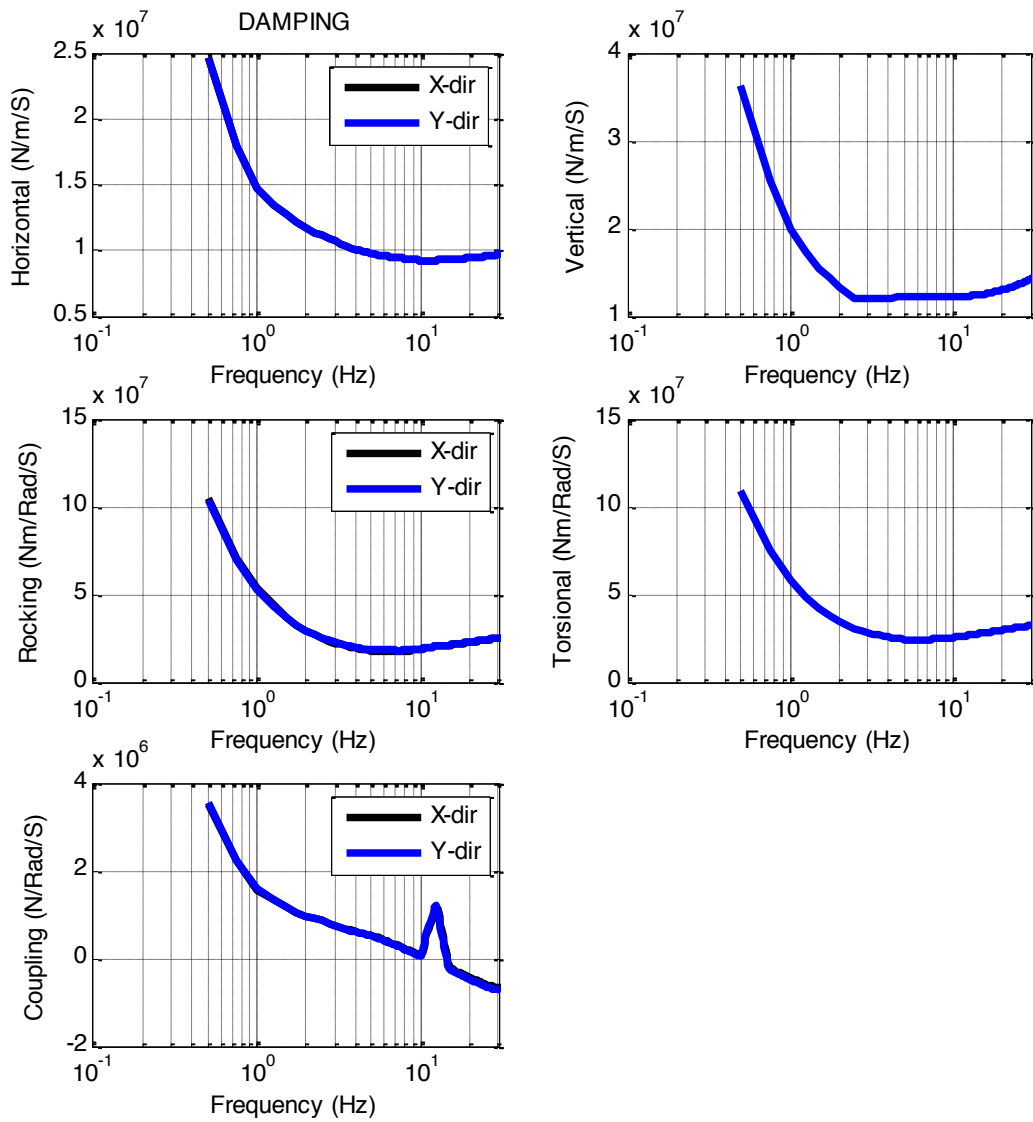 DAMPING
x 10^7
2.5
2
1.5
1
0.5
Horizontal (N/m/S)
X-dir
Y-dir
10^-1 10^0 10^1
Frequency (Hz)
x 10^7
4
3
2
1
Vertical (N/m/S)
10^-1 10^0 10^1
Frequency (Hz)
x 10^7
15
10
5
0
Rocking (Nm/Rad/S)
X-dir
Y-dir
10^-1 10^0 10^1
Frequency (Hz)
x 10^7
15
10
5
0
Torsional (Nm/Rad/S)
10^-1 10^0 10^1
Frequency (Hz)
x 10^6
4
2
0
-2
Coupling (N/Rad/S)
X-dir
Y-dir
10^-1 10^0 10^1
Frequency (Hz)